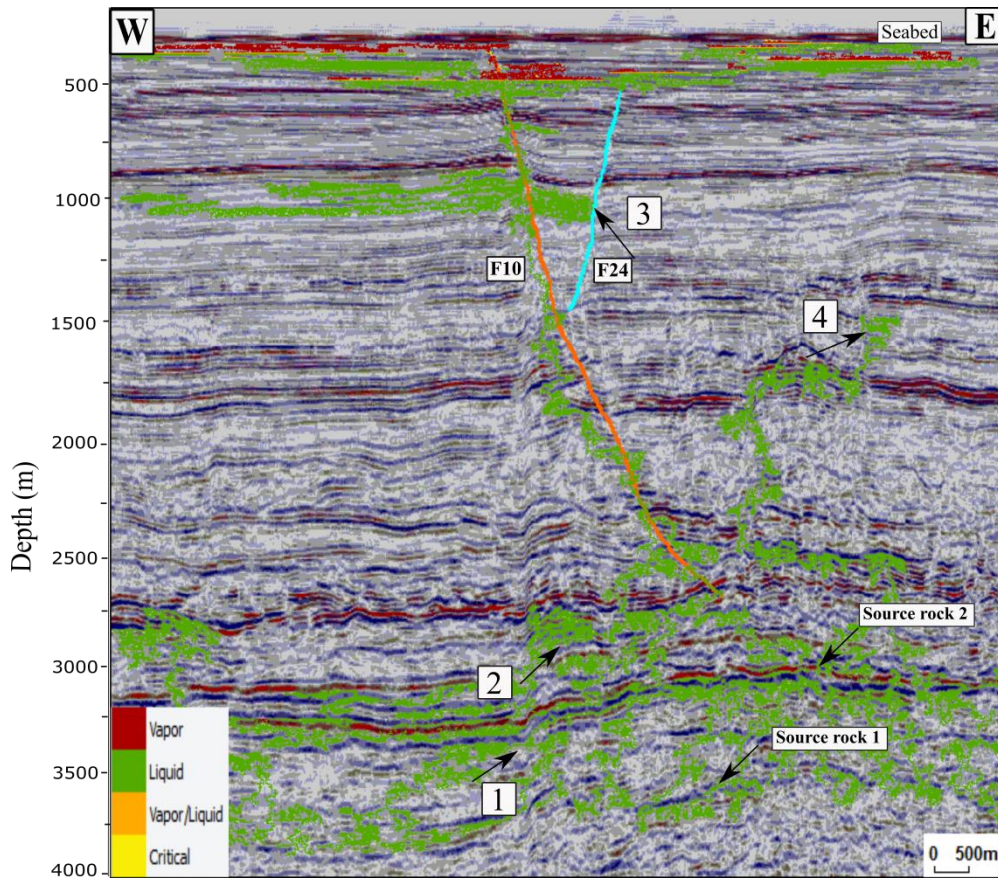 W
Seabed
E
500
1000
3
F10
F24
1500
4
2000
Depth (m)
2500
Source rock 2
3000
2
Vapor
Source rock 1
Liquid
3500
1
Vapor/Liquid
Critical
0 500m
4000